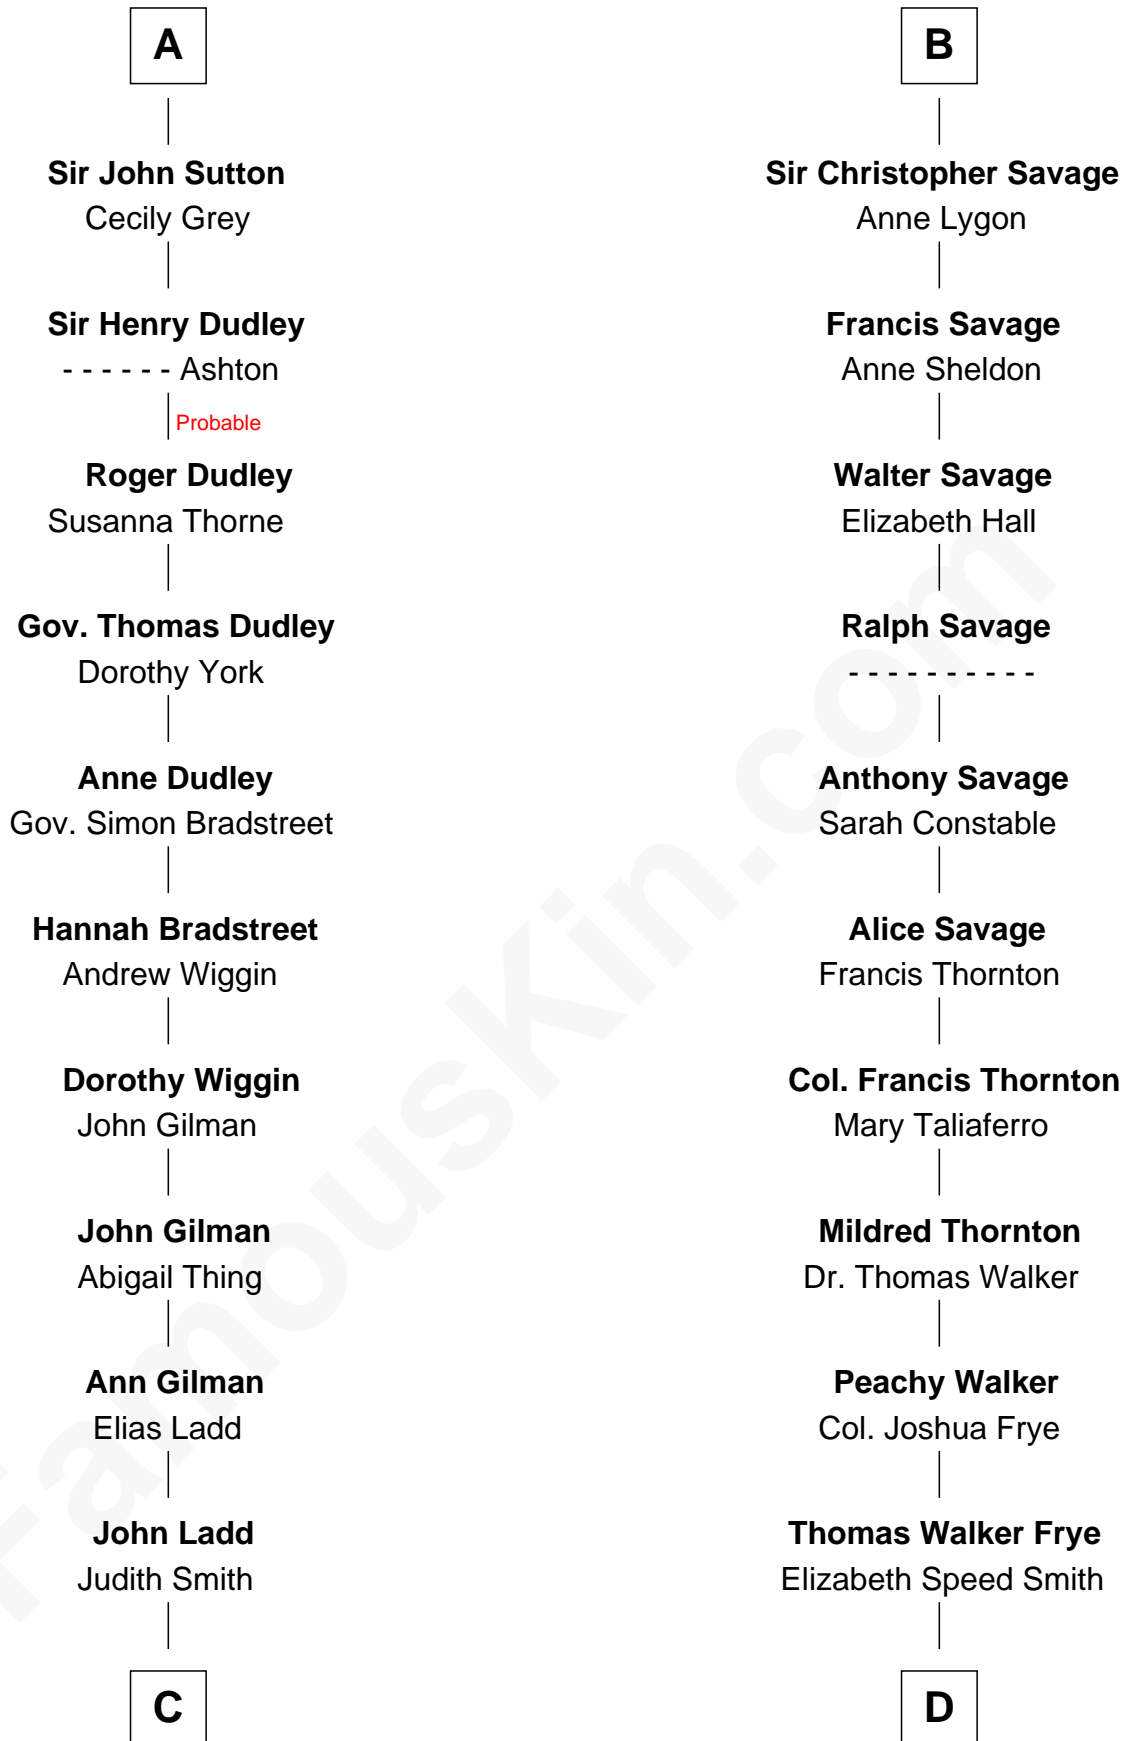 A
Sir John Sutton
Cecily Grey
Sir Henry Dudley
- - - - - - Ashton
Probable
Roger Dudley
Susanna Thorne
Gov. Thomas Dudley
Dorothy York
Anne Dudley
Gov. Simon Bradstreet
Hannah Bradstreet
Andrew Wiggin
Dorothy Wiggin
John Gilman
John Gilman
Abigail Thing
Ann Gilman
Elias Ladd
John Ladd
Judith Smith
C
B
Sir Christopher Savage
Anne Lygon
Francis Savage
Anne Sheldon
Walter Savage
Elizabeth Hall
Ralph Savage
- - - - - - - - - -
Anthony Savage
Sarah Constable
Alice Savage
Francis Thornton
Col. Francis Thornton
Mary Taliaferro
Mildred Thornton
Dr. Thomas Walker
Peachy Walker
Col. Joshua Frye
Thomas Walker Frye
Elizabeth Speed Smith
D
FamousKin.com